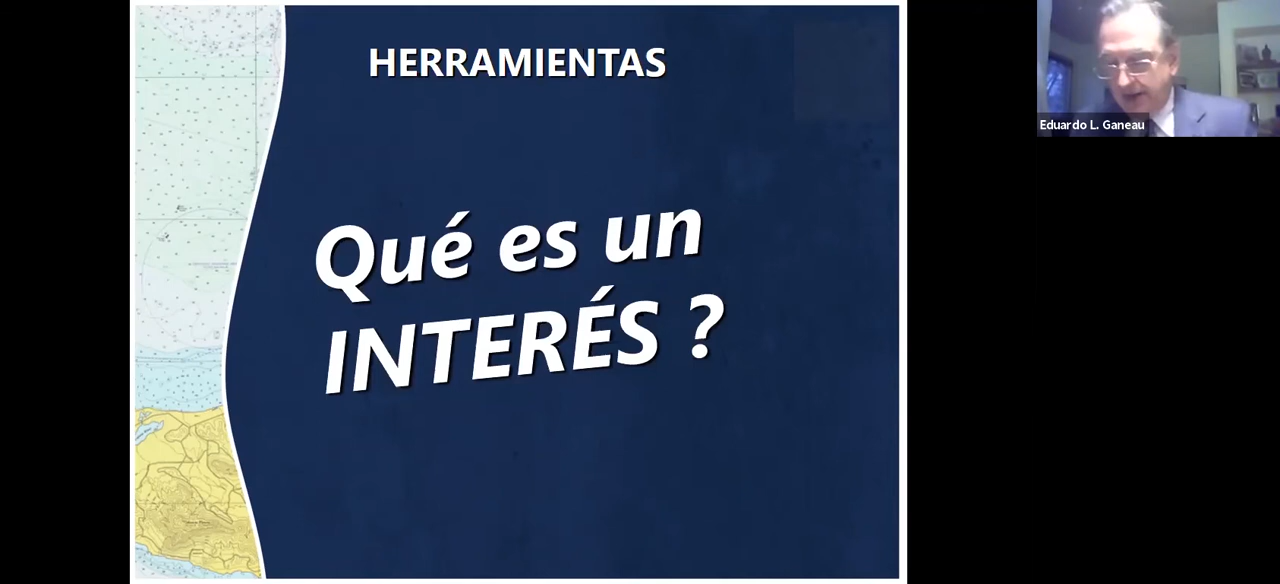 HERRAMIENTAS
Qué es un
INTERÉS ?
Eduardo L. Ganeau